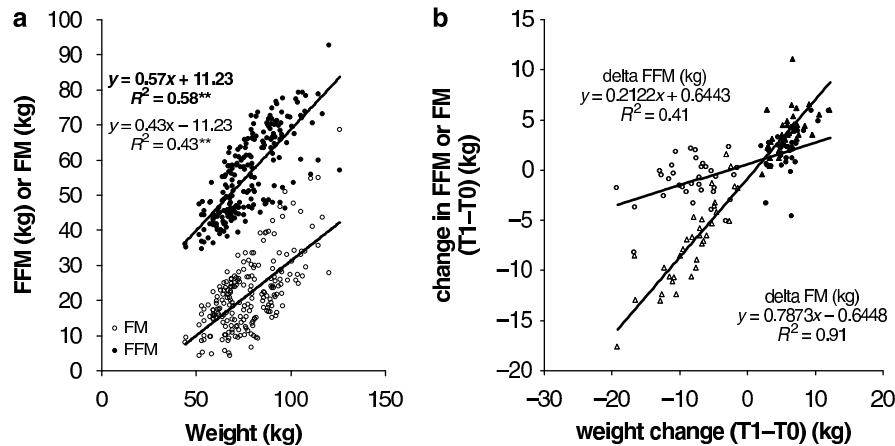 a
100
90
80
70
60
50
40
30
20
10
0
0
50
100
150
FFM (kg) or FM (kg)
Weight (kg)
y = 0.57x + 11.23
R² = 0.58**
y = 0.43x – 11.23
R² = 0.43**
FM
FFM
b
15
10
5
0
–5
–10
–15
–20
–30
–20
–10
0
10
20
change in FFM or FM
(T1–T0) (kg)
weight change (T1–T0) (kg)
delta FFM (kg)
y = 0.2122x + 0.6443
R² = 0.41
delta FM (kg)
y = 0.7873x – 0.6448
R² = 0.91